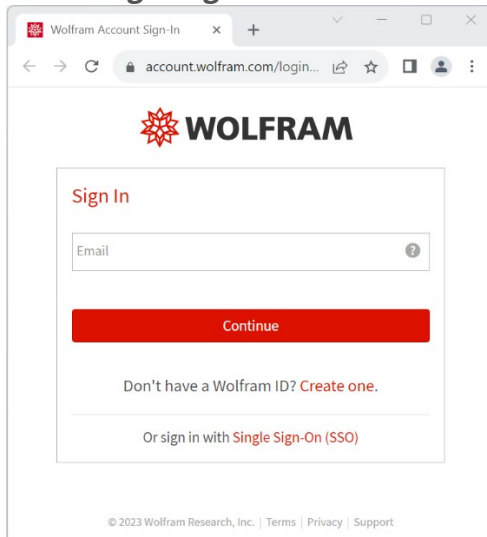 Wolfram Account Sign-In
account.wolfram.com/login...
WOLFRAM
Sign In
Email
?
Continue
Don't have a Wolfram ID? Create one.
Or sign in with Single Sign-On (SSO)
© 2023 Wolfram Research, Inc. | Terms | Privacy | Support